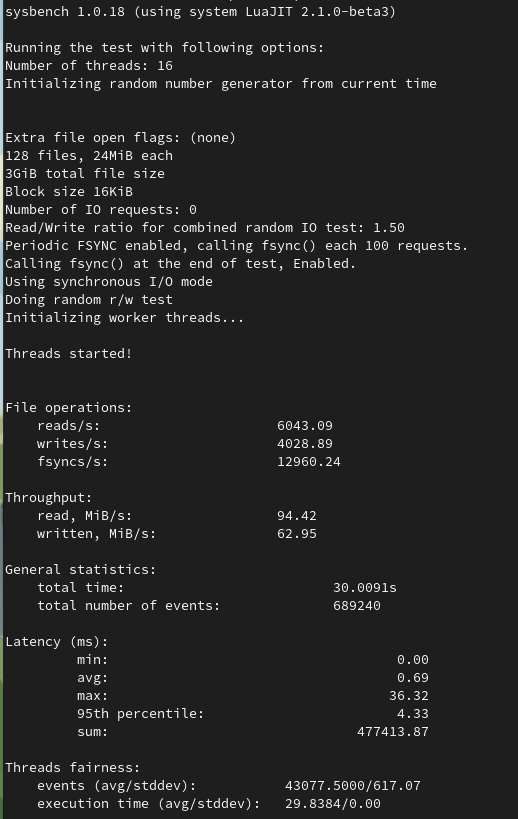 sysbench 1.0.18 (using system LuaJIT 2.1.0-beta3)
Running the test with following options:
Number of threads: 16
Initializing random number generator from current time
Extra file open flags: (none)
128 files, 24MiB each
3GiB total file size
Block size 16KiB
Number of IO requests: 0
Read/Write ratio for combined random IO test: 1.50
Periodic FSYNC enabled, calling fsync() each 100 requests.
Calling fsync() at the end of test, Enabled.
Using synchronous I/O mode
Doing random r/w test
Initializing worker threads...
Threads started!
File operations:
reads/s: 6043.09
writes/s: 4028.89
fsyncs/s: 12960.24
Throughput:
read, MiB/s: 94.42
written, MiB/s: 62.95
General statistics:
total time: 30.0091s
total number of events: 689240
Latency (ms):
min: 0.00
avg: 0.69
max: 36.32
95th percentile: 4.33
sum: 477413.87
Threads fairness:
events (avg/stddev): 43077.5000/617.07
execution time (avg/stddev): 29.8384/0.00